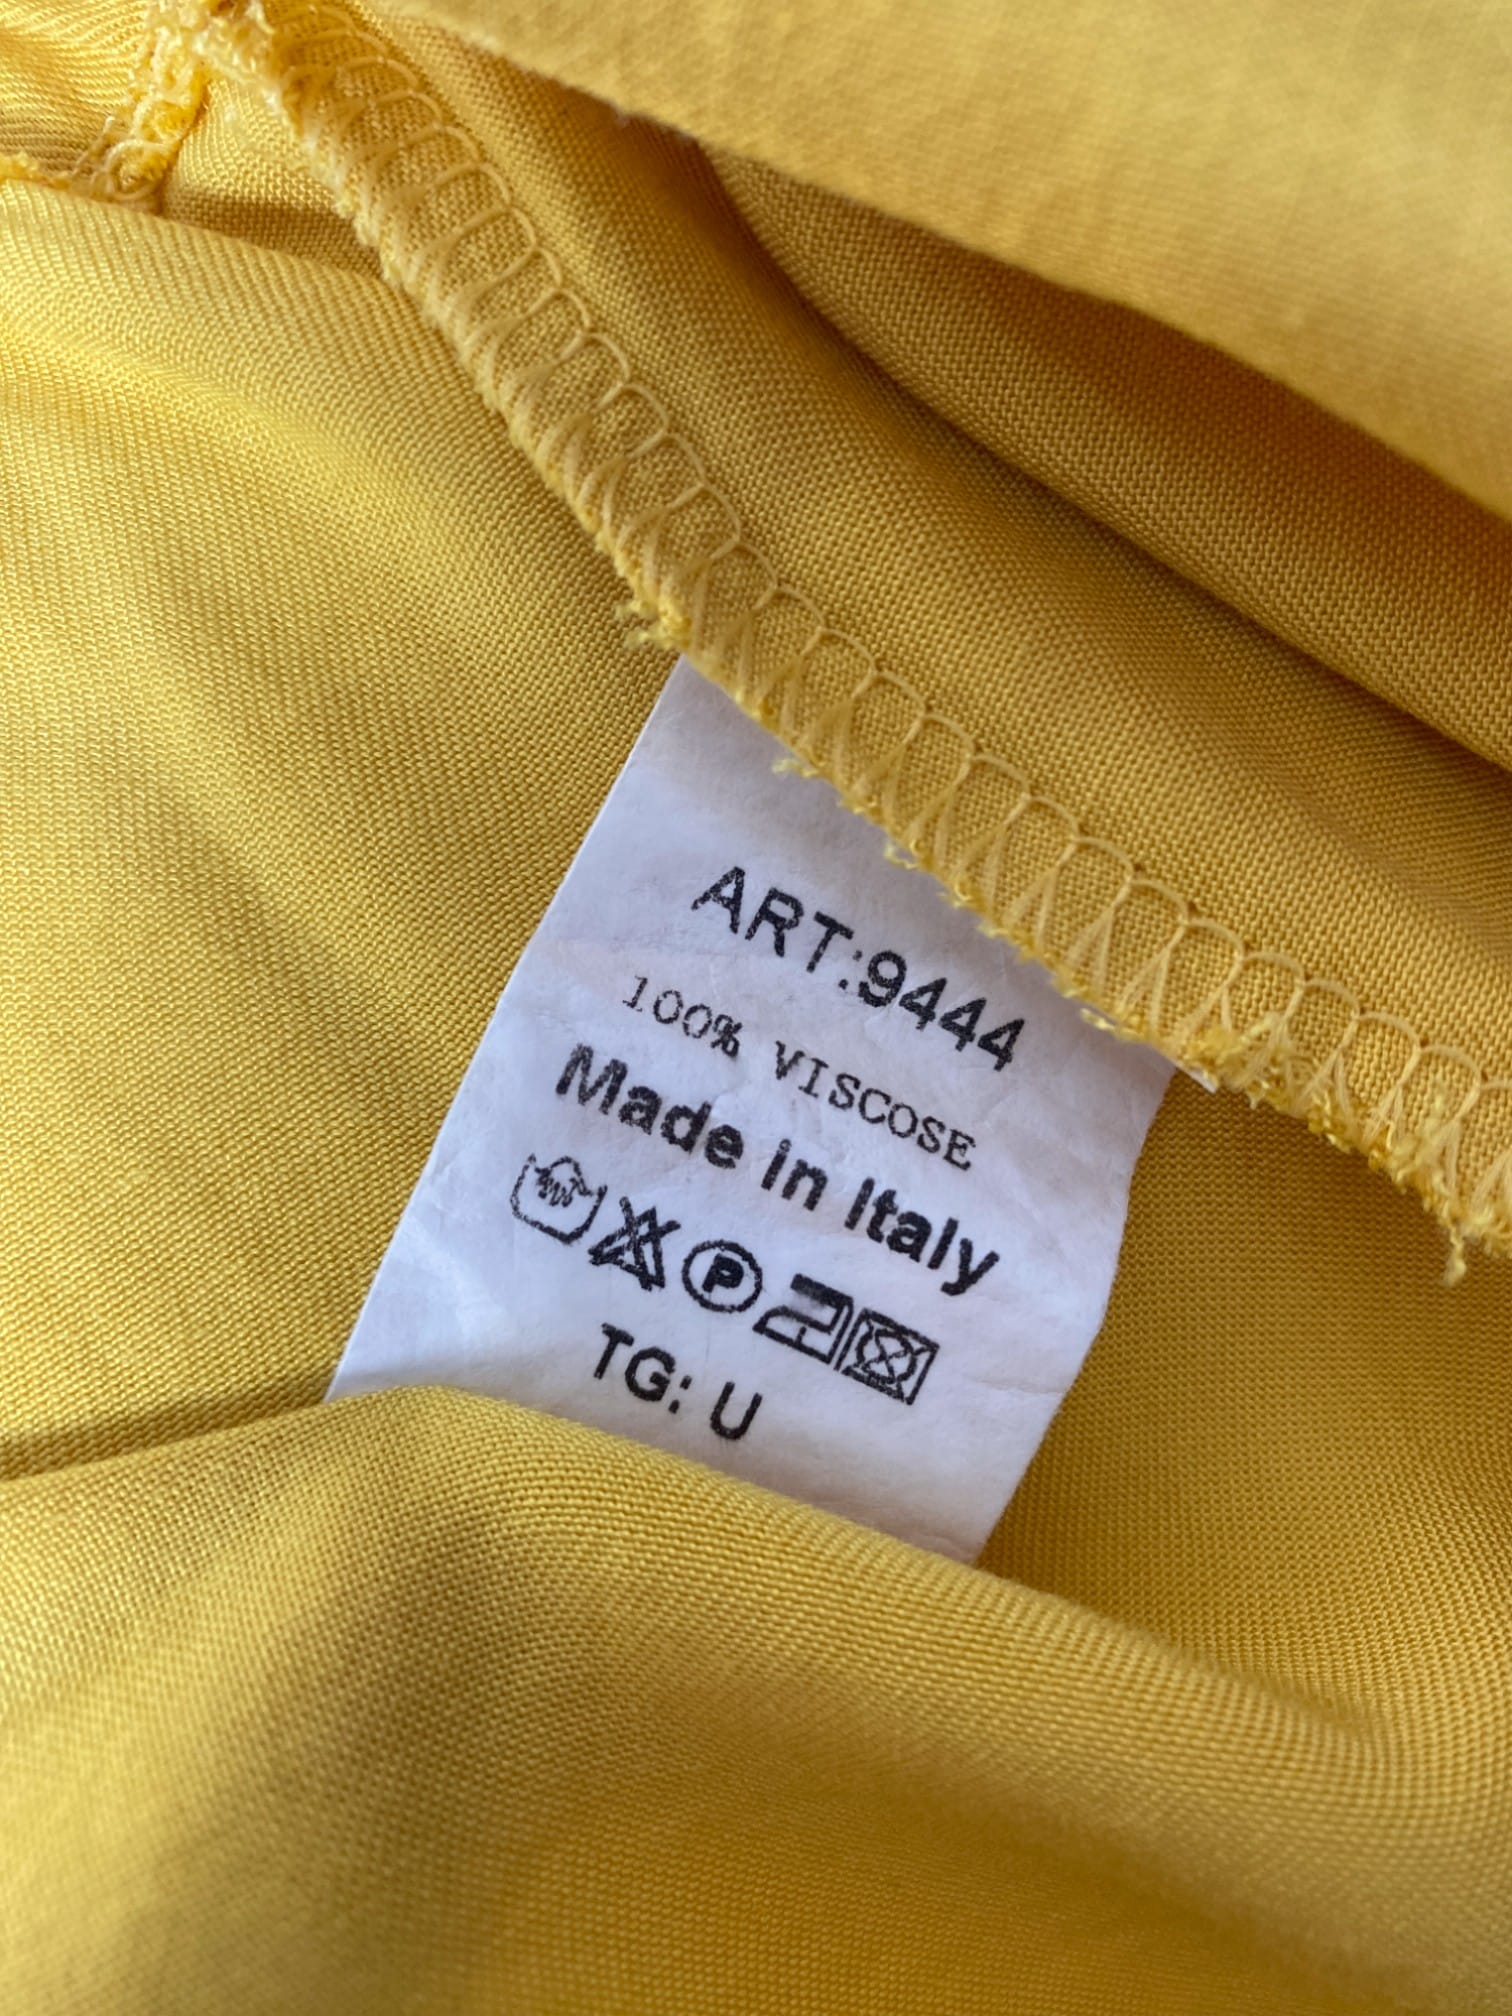 ART:9444
100% VISCOSE
Made in Italy
P
TG: U